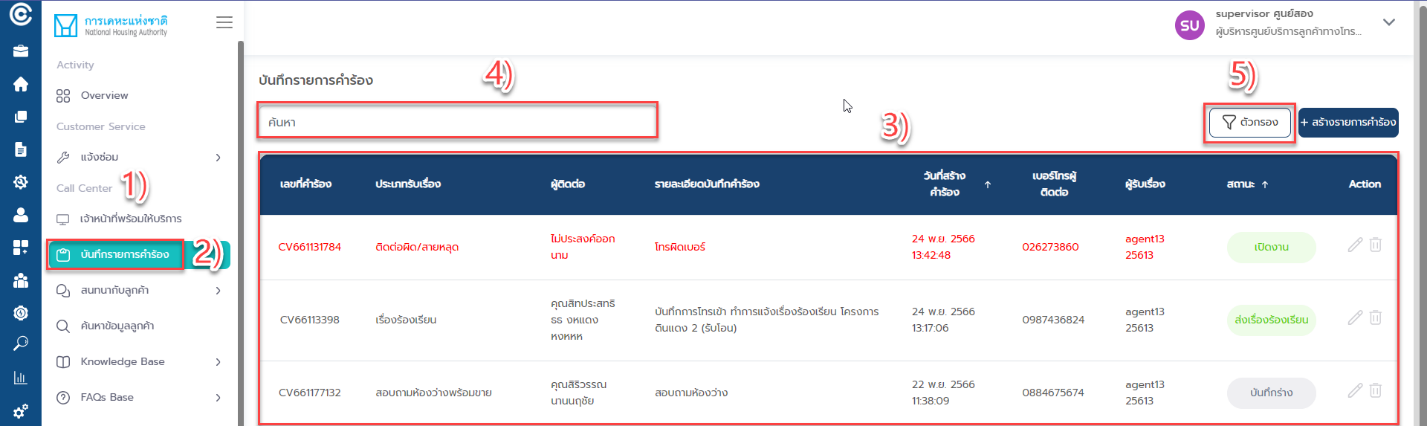 การเคหะแห่งชาติ
National Housing Authority
supervisor ศูนย์สอง
SU
ผู้บริหารศูนย์บริการลูกค้าทางโทร...
Activity
Overview
Customer Service
แจ้งซ่อม
Call Center
1)
เจ้าหน้าที่พร้อมให้บริการ
บันทึกรายการคำร้อง
2)
สนทนากับลูกค้า
ค้นหาข้อมูลลูกค้า
Knowledge Base
FAQs Base
บันทึกรายการคำร้อง
4)
5)
ค้นหา
3)
ตัวกรอง
+ สร้างรายการคำร้อง
เลขที่คำร้อง ประเภทรับเรื่อง ผู้ติดต่อ รายละเอียดบันทึกคำร้อง วันที่สร้าง เบอร์โทรผู้ ผู้รับเรื่อง สถานะ ↑ Action
คำร้อง ↑ ติดต่อ
CV661131784 ติดต่อผิด/สายหลุด ไม่ประสงค์ออก โทรผิดเบอร์ 24 พ.ย. 2566 026273860 agent13 เปิดงาน
นาม 13:42:48 25613
CV66113398 เรื่องร้องเรียน คุณสิทประสทธิ บันทึกการโทรเข้า ทำการแจ้งเรื่องร้องเรียน โครงการ 24 พ.ย. 2566 0987436824 agent13 ส่งเรื่องร้องเรียน
ธธ งหแดง ดินแดง 2 (รับโอน) 13:17:06 25613
หงหหห
CV661177132 สอบถามห้องว่างพร้อมขาย คุณสิริวรรณ สอบถามห้องว่าง 22 พ.ย. 2566 0884675674 agent13 บันทึกร่าง
นานนฤชัย 11:38:09 25613